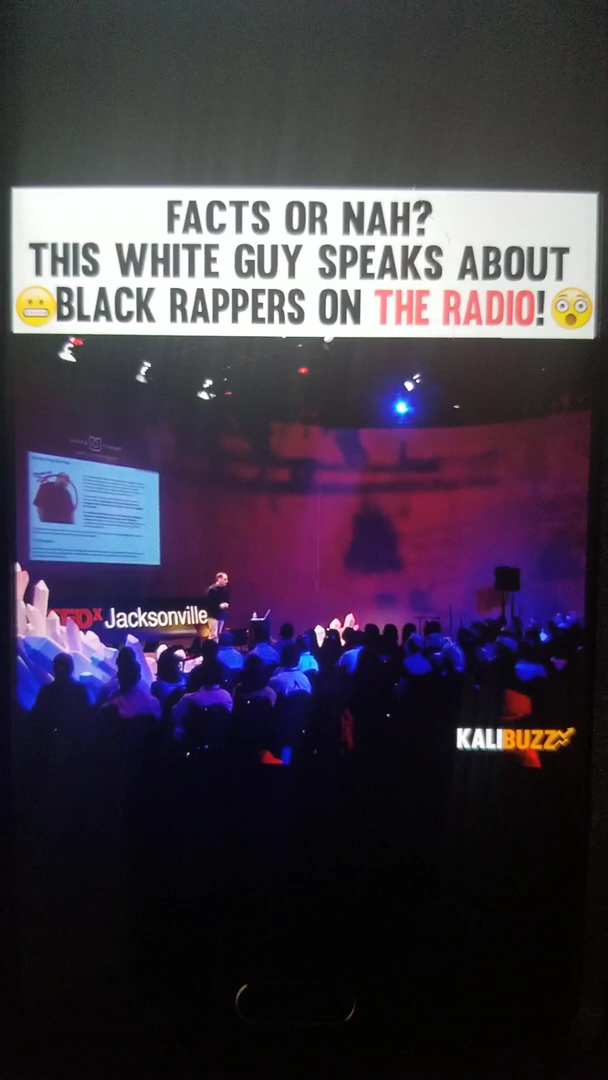 FACTS OR NAH?
THIS WHITE GUY SPEAKS ABOUT
BLACK RAPPERS ON THE RADIO!
TEDx Jacksonville
KALIBUZZ